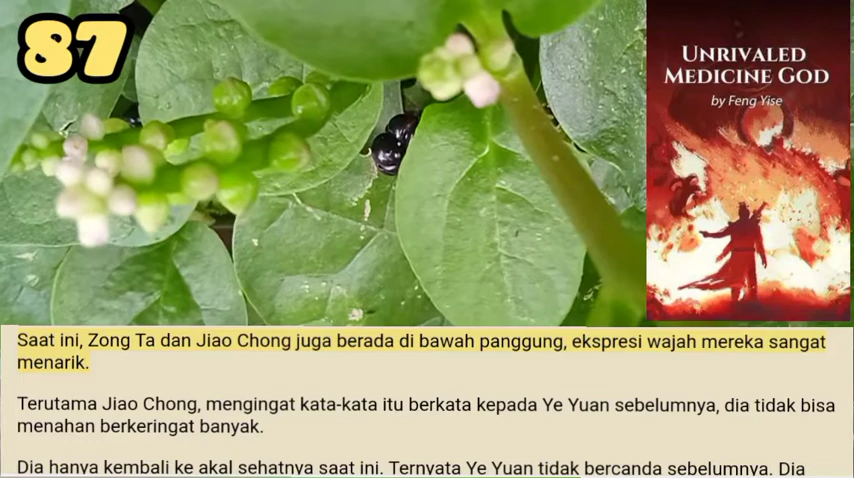 87
UNRIVALED
MEDICINE GOD
by Feng Yise
Saat ini, Zong Ta dan Jiao Chong juga berada di bawah panggung, ekspresi wajah mereka sangat
menarik.
Terutama Jiao Chong, mengingat kata-kata itu berkata kepada Ye Yuan sebelumnya, dia tidak bisa
menahan berkeringat banyak.
Dia hanya kembali ke akal sehatnya saat ini. Ternyata Ye Yuan tidak bercanda sebelumnya. Dia